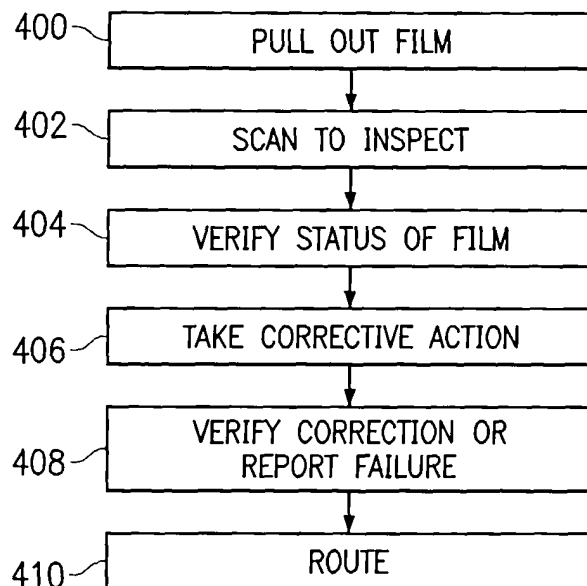 400 PULL OUT FILM
402 SCAN TO INSPECT
404 VERIFY STATUS OF FILM
406 TAKE CORRECTIVE ACTION
408 VERIFY CORRECTION OR
REPORT FAILURE
410 ROUTE